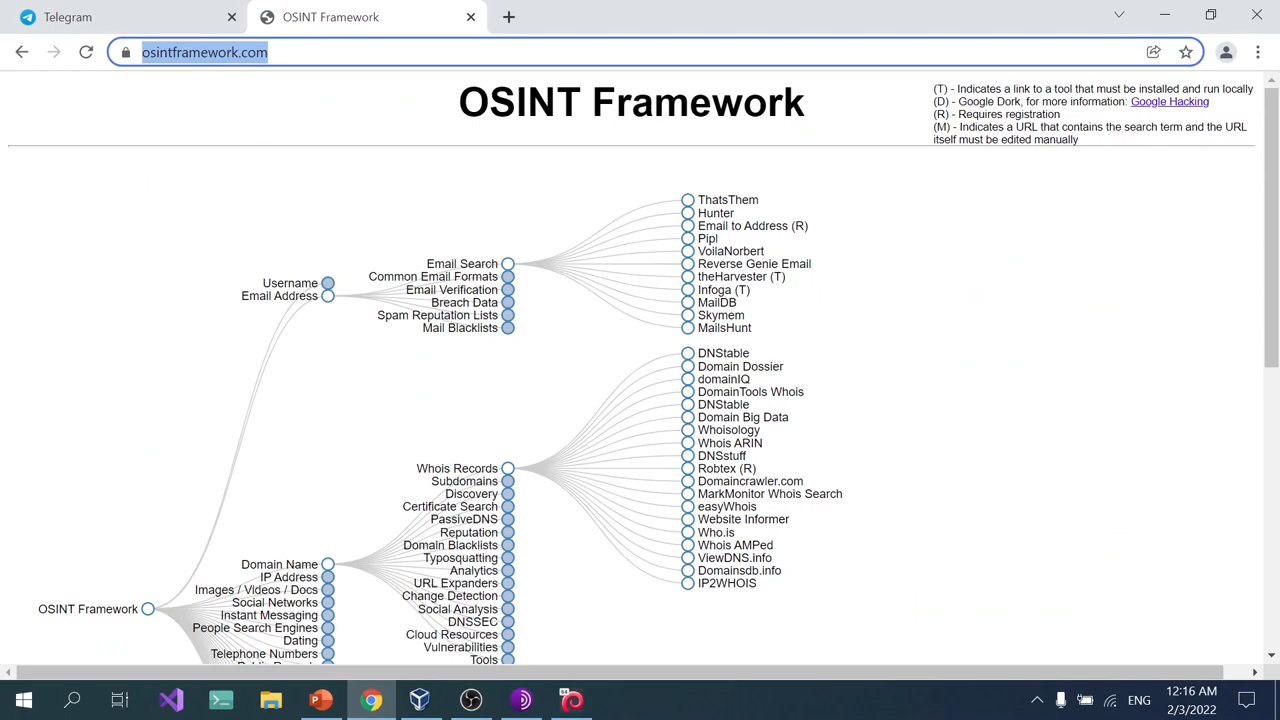 Telegram
OSINT Framework
osintframework.com
OSINT Framework
(T) - Indicates a link to a tool that must be installed and run locally
(D) - Google Dork, for more information: Google Hacking
(R) - Requires registration
(M) - Indicates a URL that contains the search term and the URL
itself must be edited manually
ThatsThem
Hunter
Email to Address (R)
Pipl
VoilaNorbert
Reverse Genie Email
theHarvester (T)
Infoga (T)
MailDB
Skymem
MailsHunt
Email Search
Common Email Formats
Email Verification
Breach Data
Spam Reputation Lists
Mail Blacklists
Username
Email Address
DNStable
Domain Dossier
domainIQ
DomainTools Whois
DNStable
Domain Big Data
Whoisology
Whois ARIN
DNSstuff
Robtex (R)
Domaincrawler.com
MarkMonitor Whois Search
easyWhois
Website Informer
Who.is
Whois AMPed
ViewDNS.info
Domainsdb.info
IP2WHOIS
Whois Records
Subdomains
Discovery
Certificate Search
PassiveDNS
Reputation
Domain Blacklists
Typosquatting
Analytics
URL Expanders
Change Detection
Social Analysis
DNSSEC
Cloud Resources
Vulnerabilities
Tools
Domain Name
IP Address
Images / Videos / Docs
Social Networks
Instant Messaging
People Search Engines
Dating
Telephone Numbers
OSINT Framework
64
ENG
12:16 AM
2/3/2022